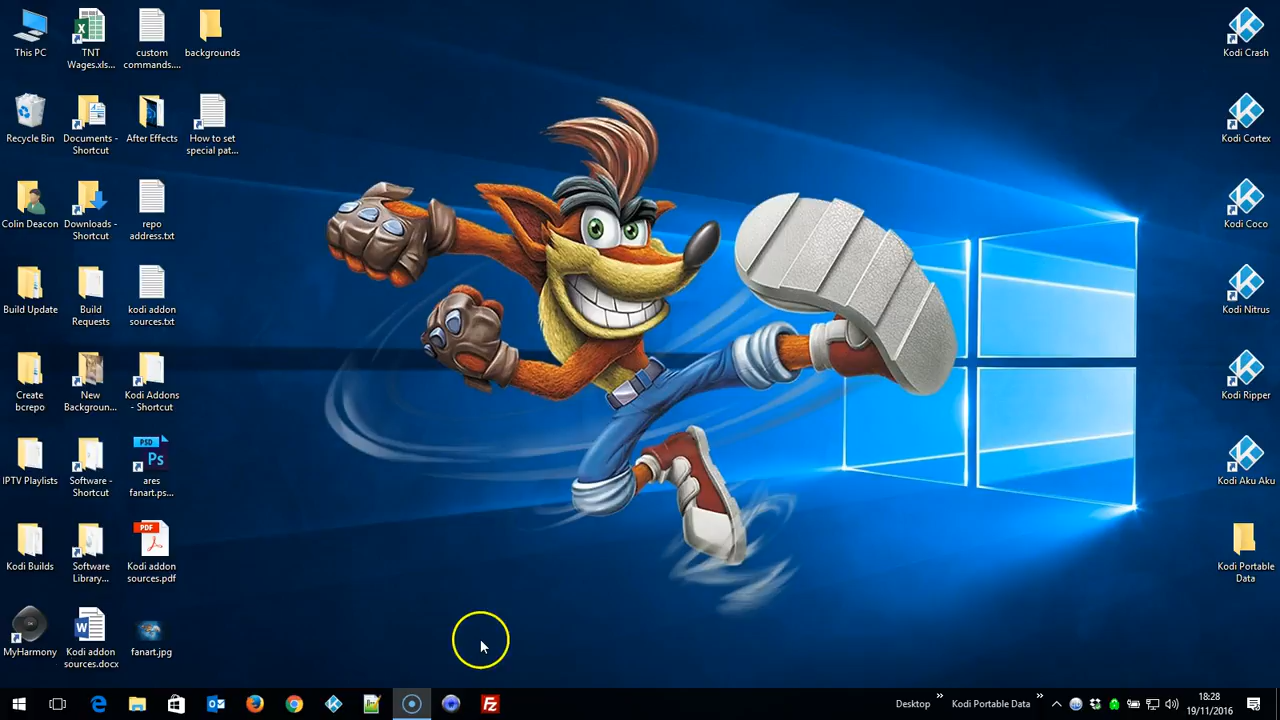 This PC
TNT
Wages.xls...
custom
commands....
backgrounds
Kodi Crash
Recycle Bin
Documents -
Shortcut
After Effects
How to set
special pat...
Kodi Cortex
Colin Deacon
Downloads -
Shortcut
repo
address.txt
Kodi Coco
Build Update
Build
Requests
kodi addon
sources.txt
Kodi Nitrus
Create
bcrepo
New
Backgroun...
Kodi Addons
- Shortcut
Kodi Ripper
PSD
Ps
IPTV Playlists
Software -
Shortcut
ares
fanart.ps...
Kodi Aku Aku
PDF
Kodi Builds
Software
Library...
Kodi addon
sources.pdf
Kodi Portable
Data
MyHarmony
Kodi addon
sources.docx
fanart.jpg
Desktop
»
Kodi Portable Data
»
18:28
19/11/2016